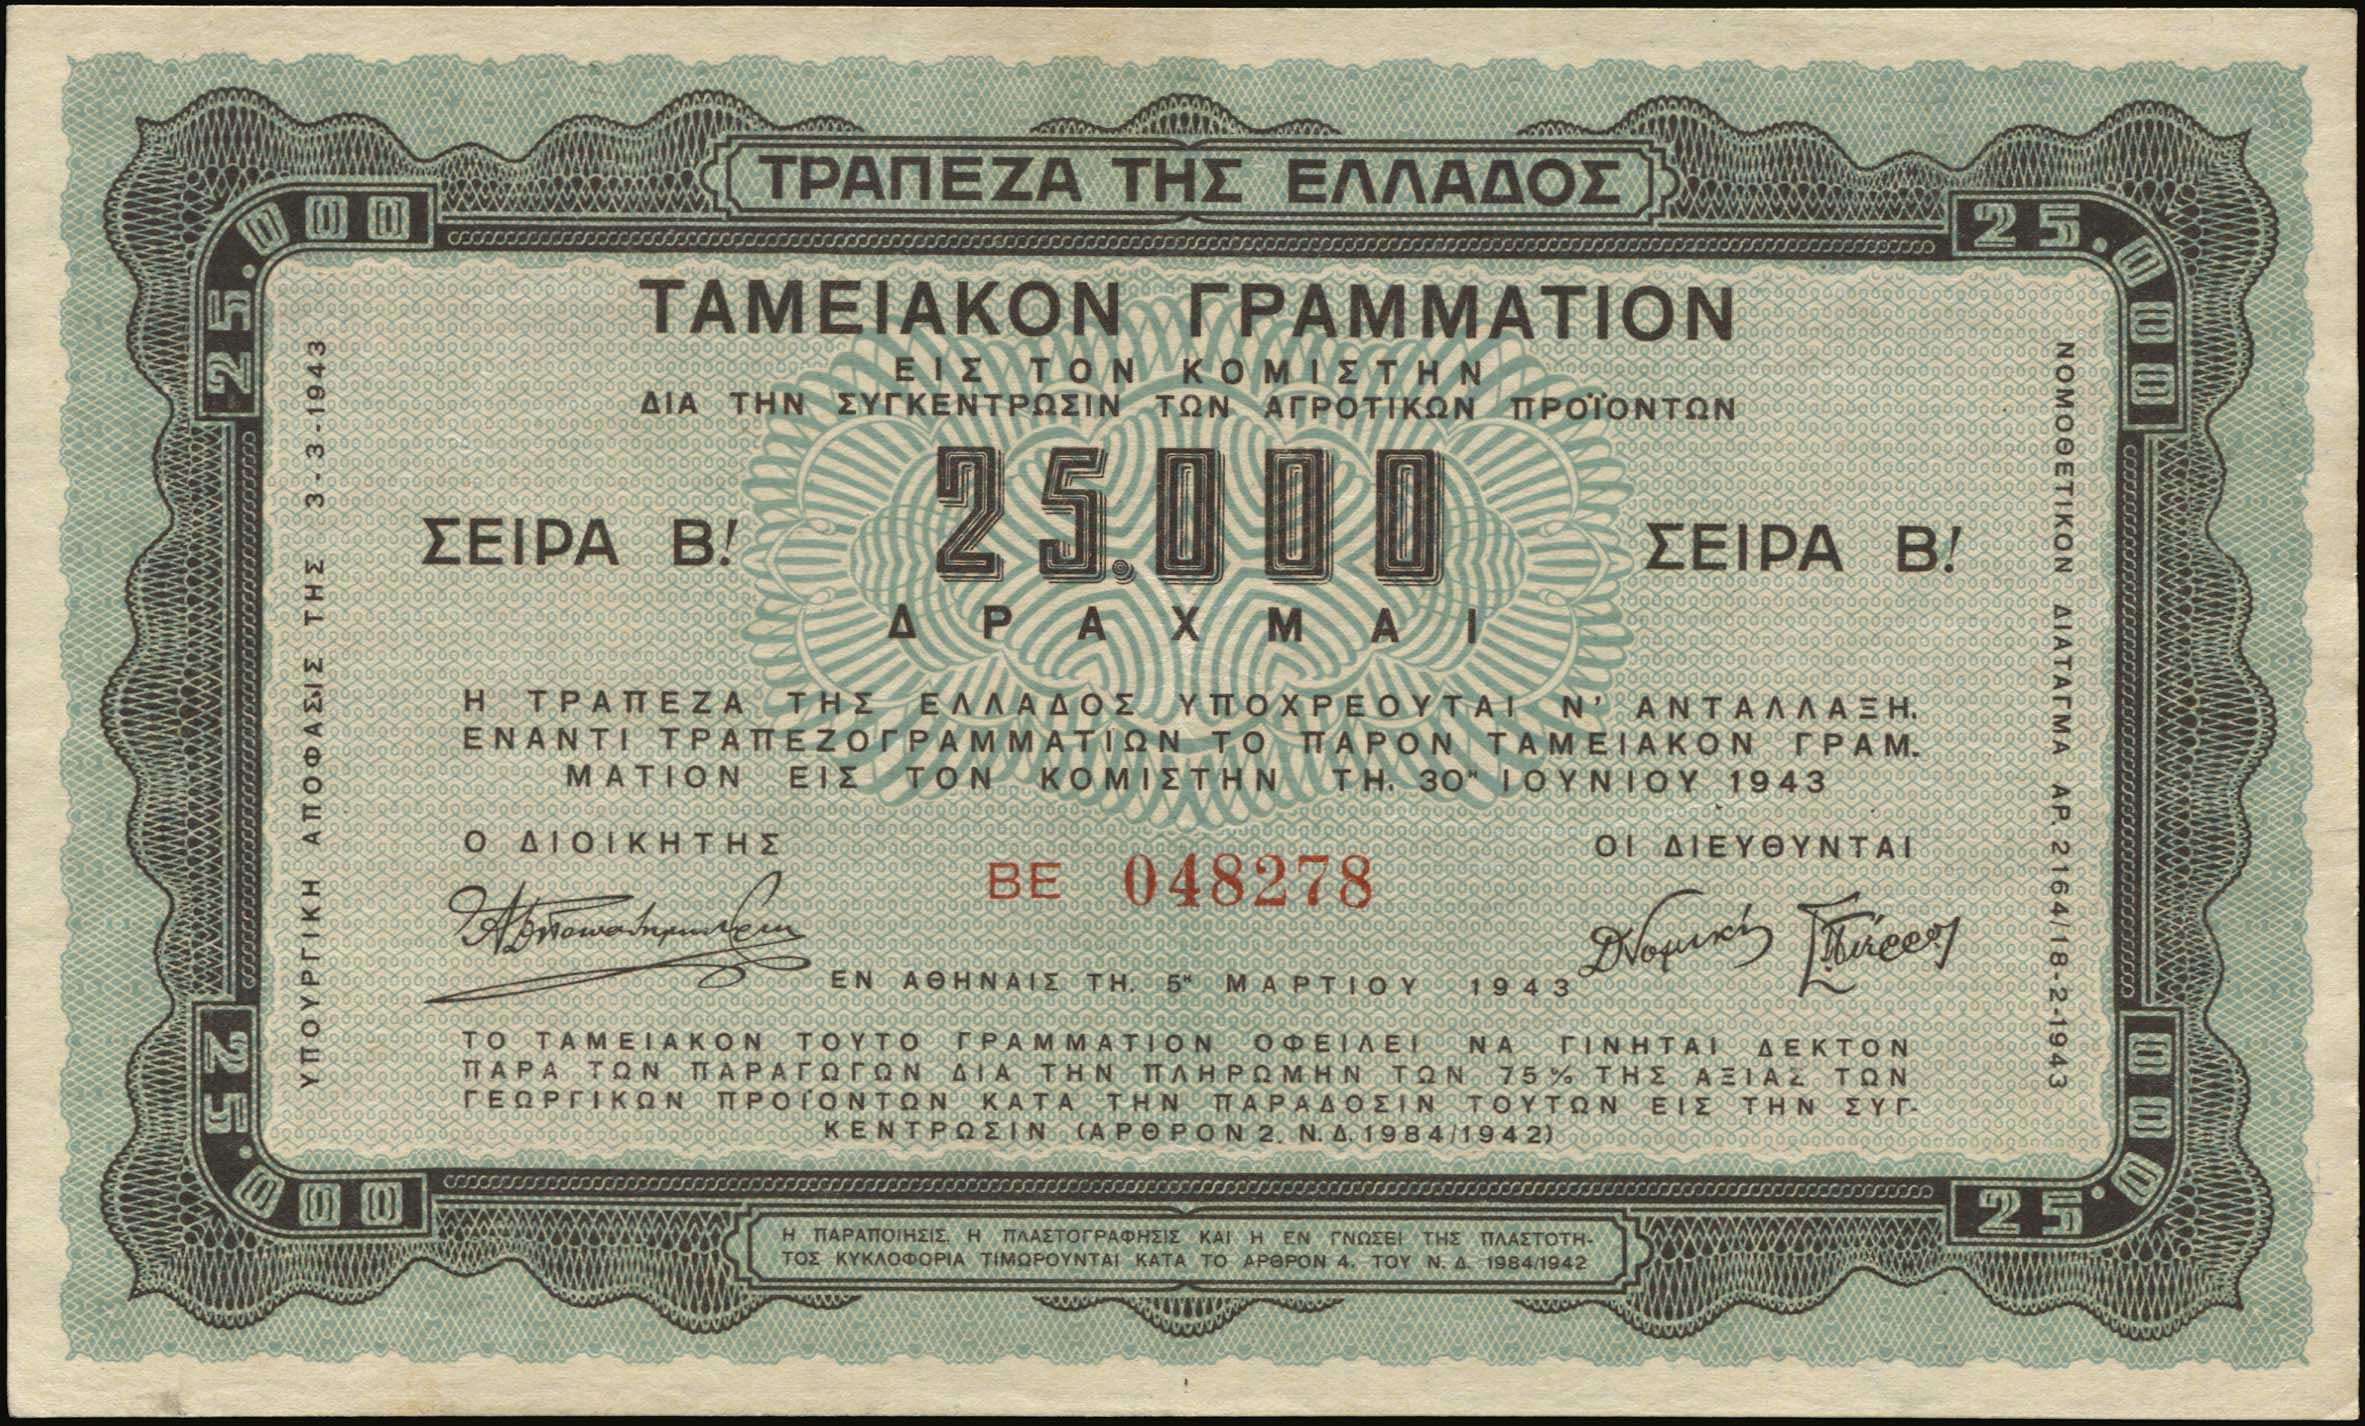 ΤΡΑΠΕΖΑ ΤΗΣ ΕΛΛΑΔΟΣ
25.000
25.000
ΤΑΜΕΙΑΚΟΝ ΓΡΑΜΜΑΤΙΟΝ
ΕΙΣ ΤΟΝ ΚΟΜΙΣΤΗΝ
ΔΙΑ ΤΗΝ ΣΥΓΚΕΝΤΡΩΣΙΝ ΤΩΝ ΑΓΡΟΤΙΚΩΝ ΠΡΟΪΟΝΤΩΝ
25.000
ΣΕΙΡΑ Β!
ΣΕΙΡΑ Β!
ΔΡΑΧΜΑΙ
Η ΤΡΑΠΕΖΑ ΤΗΣ ΕΛΛΑΔΟΣ ΥΠΟΧΡΕΟΥΤΑΙ Ν' ΑΝΤΑΛΛΑΞΗ.
ΕΝΑΝΤΙ ΤΡΑΠΕΖΟΓΡΑΜΜΑΤΙΩΝ ΤΟ ΠΑΡΟΝ ΤΑΜΕΙΑΚΟΝ ΓΡΑΜ.
ΜΑΤΙΟΝ ΕΙΣ ΤΟΝ ΚΟΜΙΣΤΗΝ ΤΗ. 30ῃ ΙΟΥΝΙΟΥ 1943
Ο ΔΙΟΙΚΗΤΗΣ
ΟΙ ΔΙΕΥΘΥΝΤΑΙ
ΒΕ 048278
ΕΝ ΑΘΗΝΑΙΣ ΤΗ. 5ῃ ΜΑΡΤΙΟΥ 1943
ΤΟ ΤΑΜΕΙΑΚΟΝ ΤΟΥΤΟ ΓΡΑΜΜΑΤΙΟΝ ΟΦΕΙΛΕΙ ΝΑ ΓΙΝΗΤΑΙ ΔΕΚΤΟΝ
ΠΑΡΑ ΤΩΝ ΠΑΡΑΓΩΓΩΝ ΔΙΑ ΤΗΝ ΠΛΗΡΩΜΗΝ ΤΩΝ 75% ΤΗΣ ΑΞΙΑΣ ΤΩΝ
ΓΕΩΡΓΙΚΩΝ ΠΡΟΪΟΝΤΩΝ ΚΑΤΑ ΤΗΝ ΠΑΡΑΔΟΣΙΝ ΤΟΥΤΩΝ ΕΙΣ ΤΗΝ ΣΥΓ-
ΚΕΝΤΡΩΣΙΝ (ΑΡΘΡΟΝ 2. Ν.Δ. 1984/1942)
ΥΠΟΥΡΓΙΚΗ ΑΠΟΦΑΣΙΣ ΤΗΣ 3-3-1943
ΝΟΜΟΘΕΤΙΚΟΝ ΔΙΑΤΑΓΜΑ ΑΡ. 2164/18-2-1943
25.000
25.000
Η ΠΑΡΑΠΟΙΗΣΙΣ, Η ΠΛΑΣΤΟΓΡΑΦΗΣΙΣ ΚΑΙ Η ΕΝ ΓΝΩΣΕΙ ΤΗΣ ΠΛΑΣΤΟΤΗ-
ΤΟΣ ΚΥΚΛΟΦΟΡΙΑ ΤΙΜΩΡΟΥΝΤΑΙ ΚΑΤΑ ΤΟ ΑΡΘΡΟΝ 4. ΤΟΥ Ν. Δ. 1984/1942